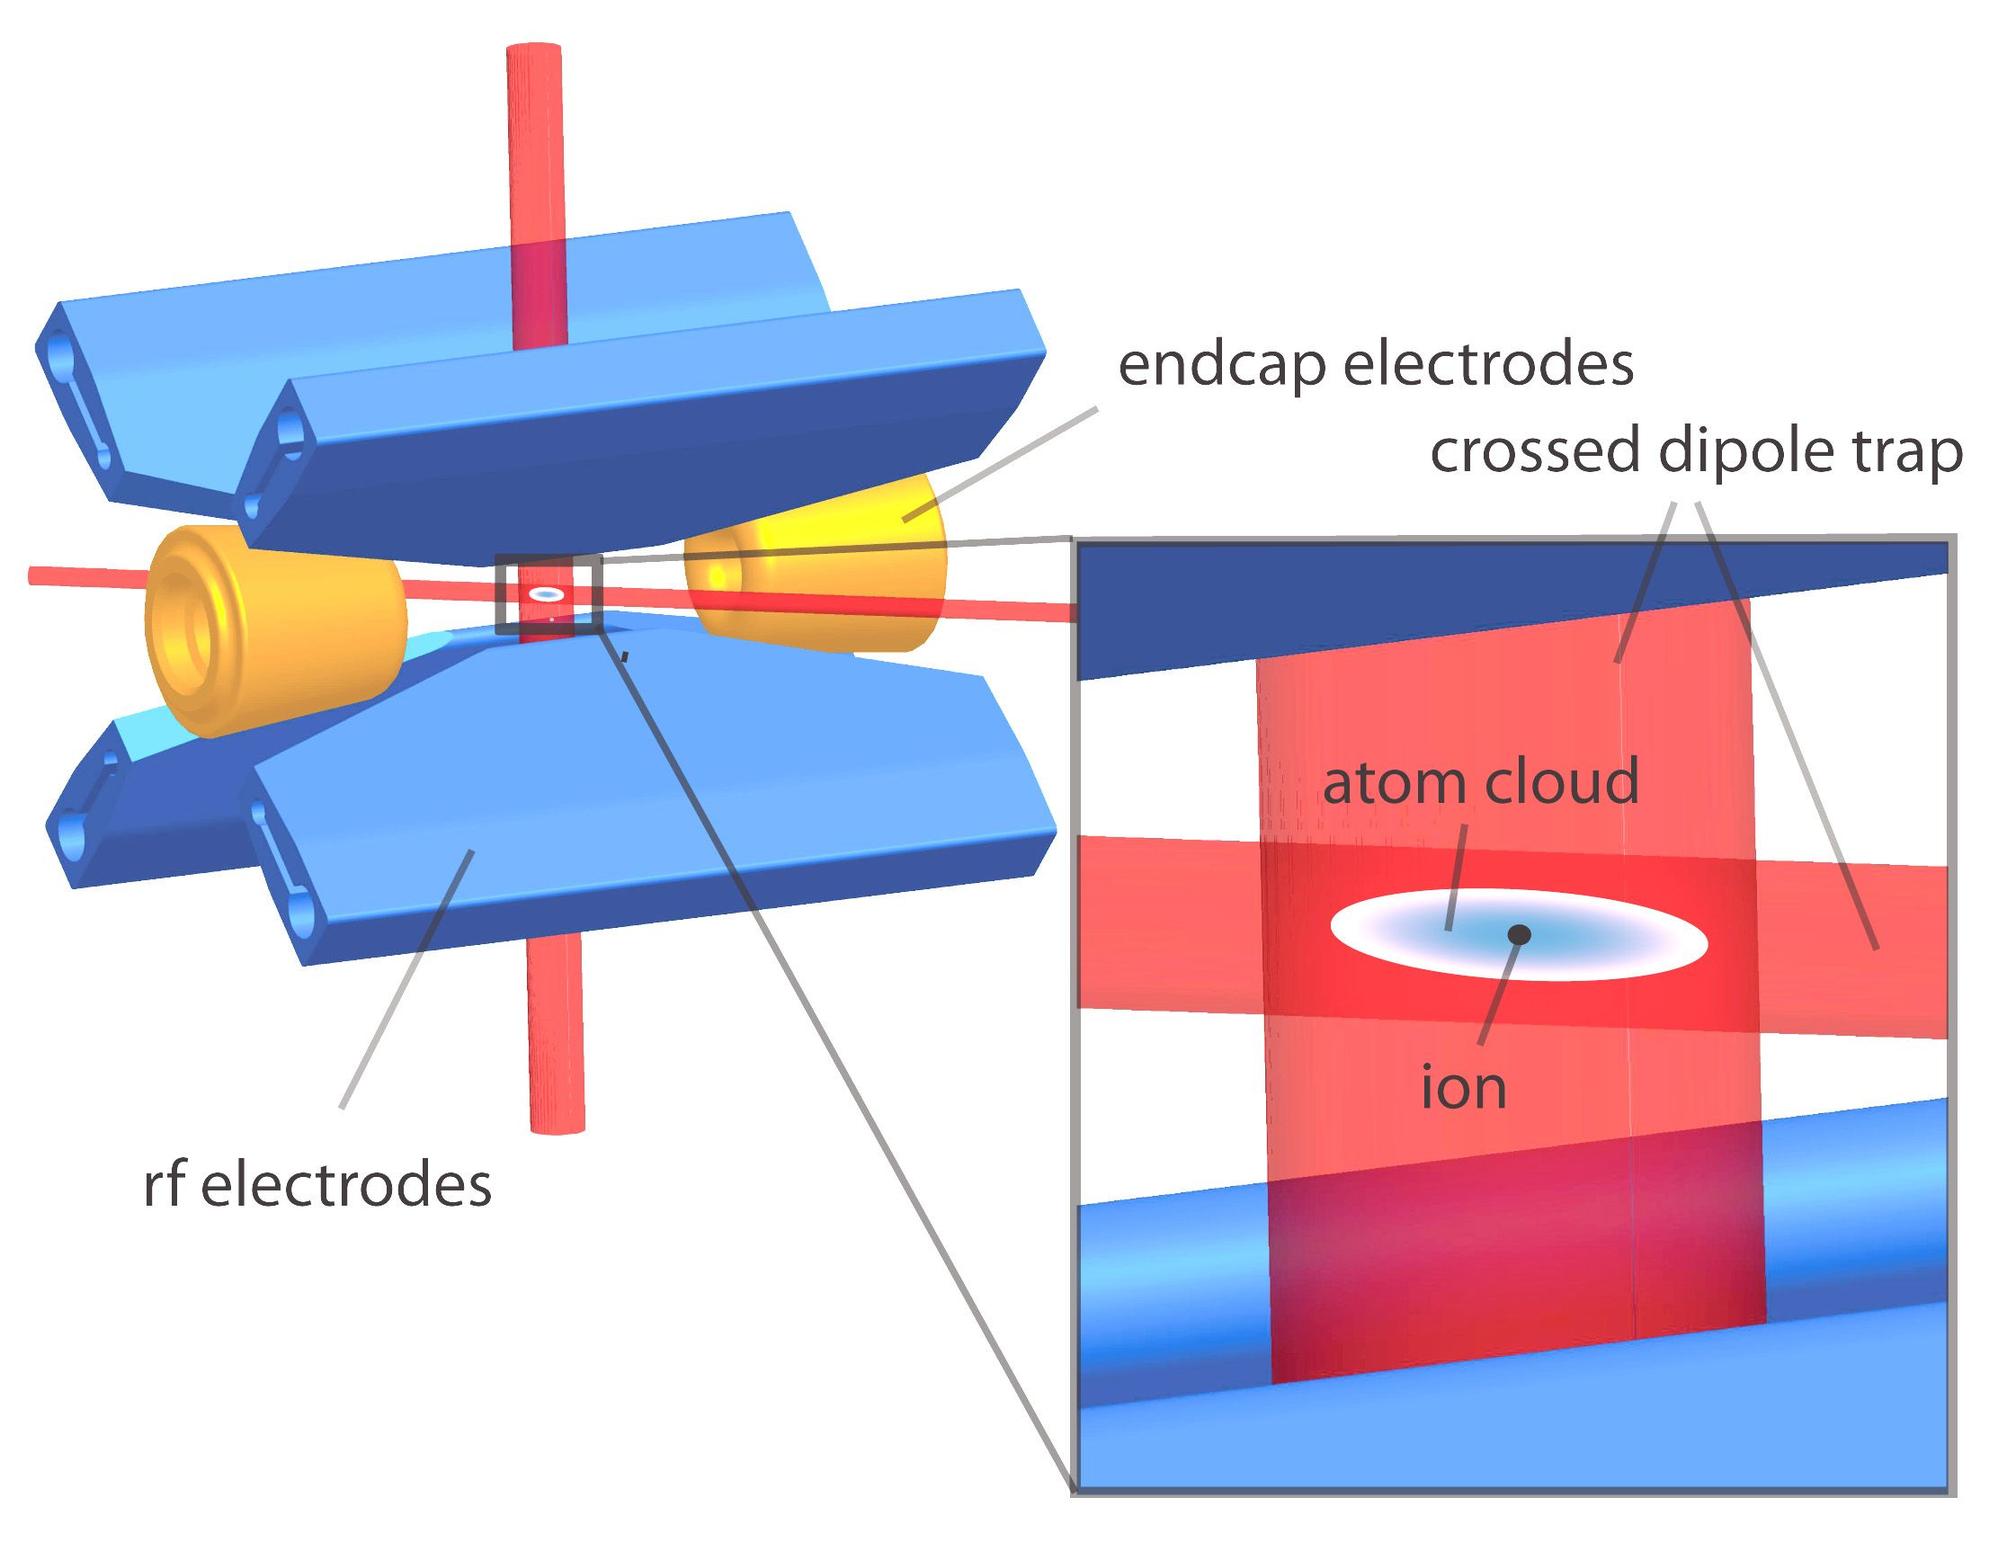 endcap electrodes
crossed dipole trap
atom cloud
ion
rf electrodes